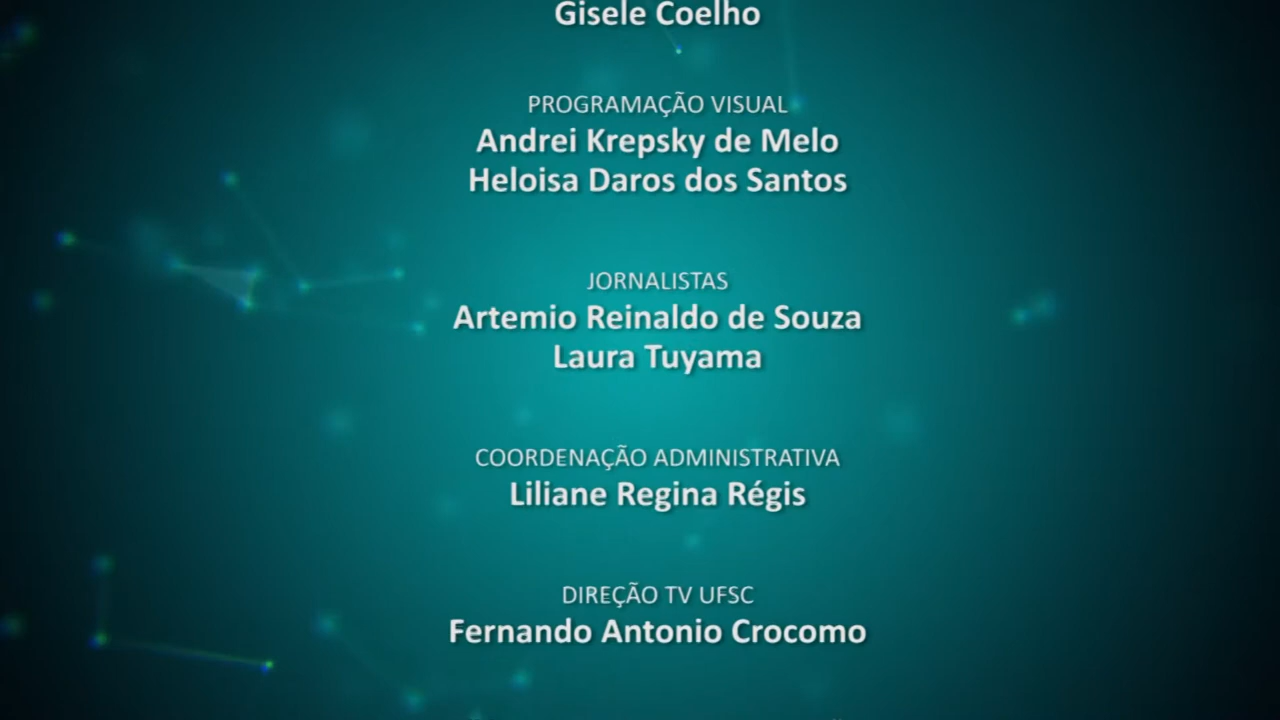 Gisele Coelho
PROGRAMAÇÃO VISUAL
Andrei Krepsky de Melo
Heloisa Daros dos Santos
JORNALISTAS
Artemio Reinaldo de Souza
Laura Tuyama
COORDENAÇÃO ADMINISTRATIVA
Liliane Regina Régis
DIREÇÃO TV UFSC
Fernando Antonio Crocomo